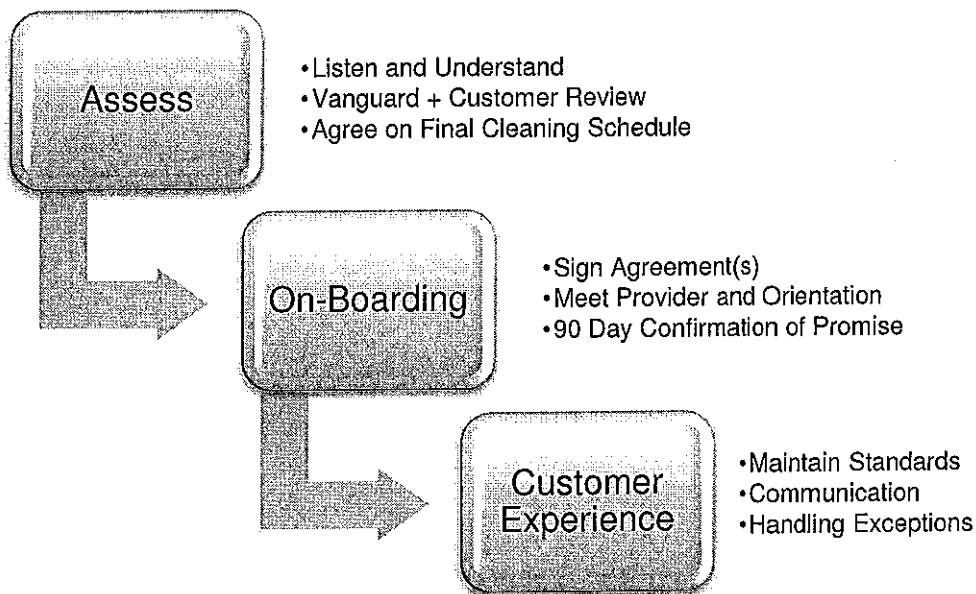 Assess
•Listen and Understand
•Vanguard + Customer Review
•Agree on Final Cleaning Schedule
On-Boarding
•Sign Agreement(s)
•Meet Provider and Orientation
•90 Day Confirmation of Promise
Customer
Experience
•Maintain Standards
•Communication
•Handling Exceptions